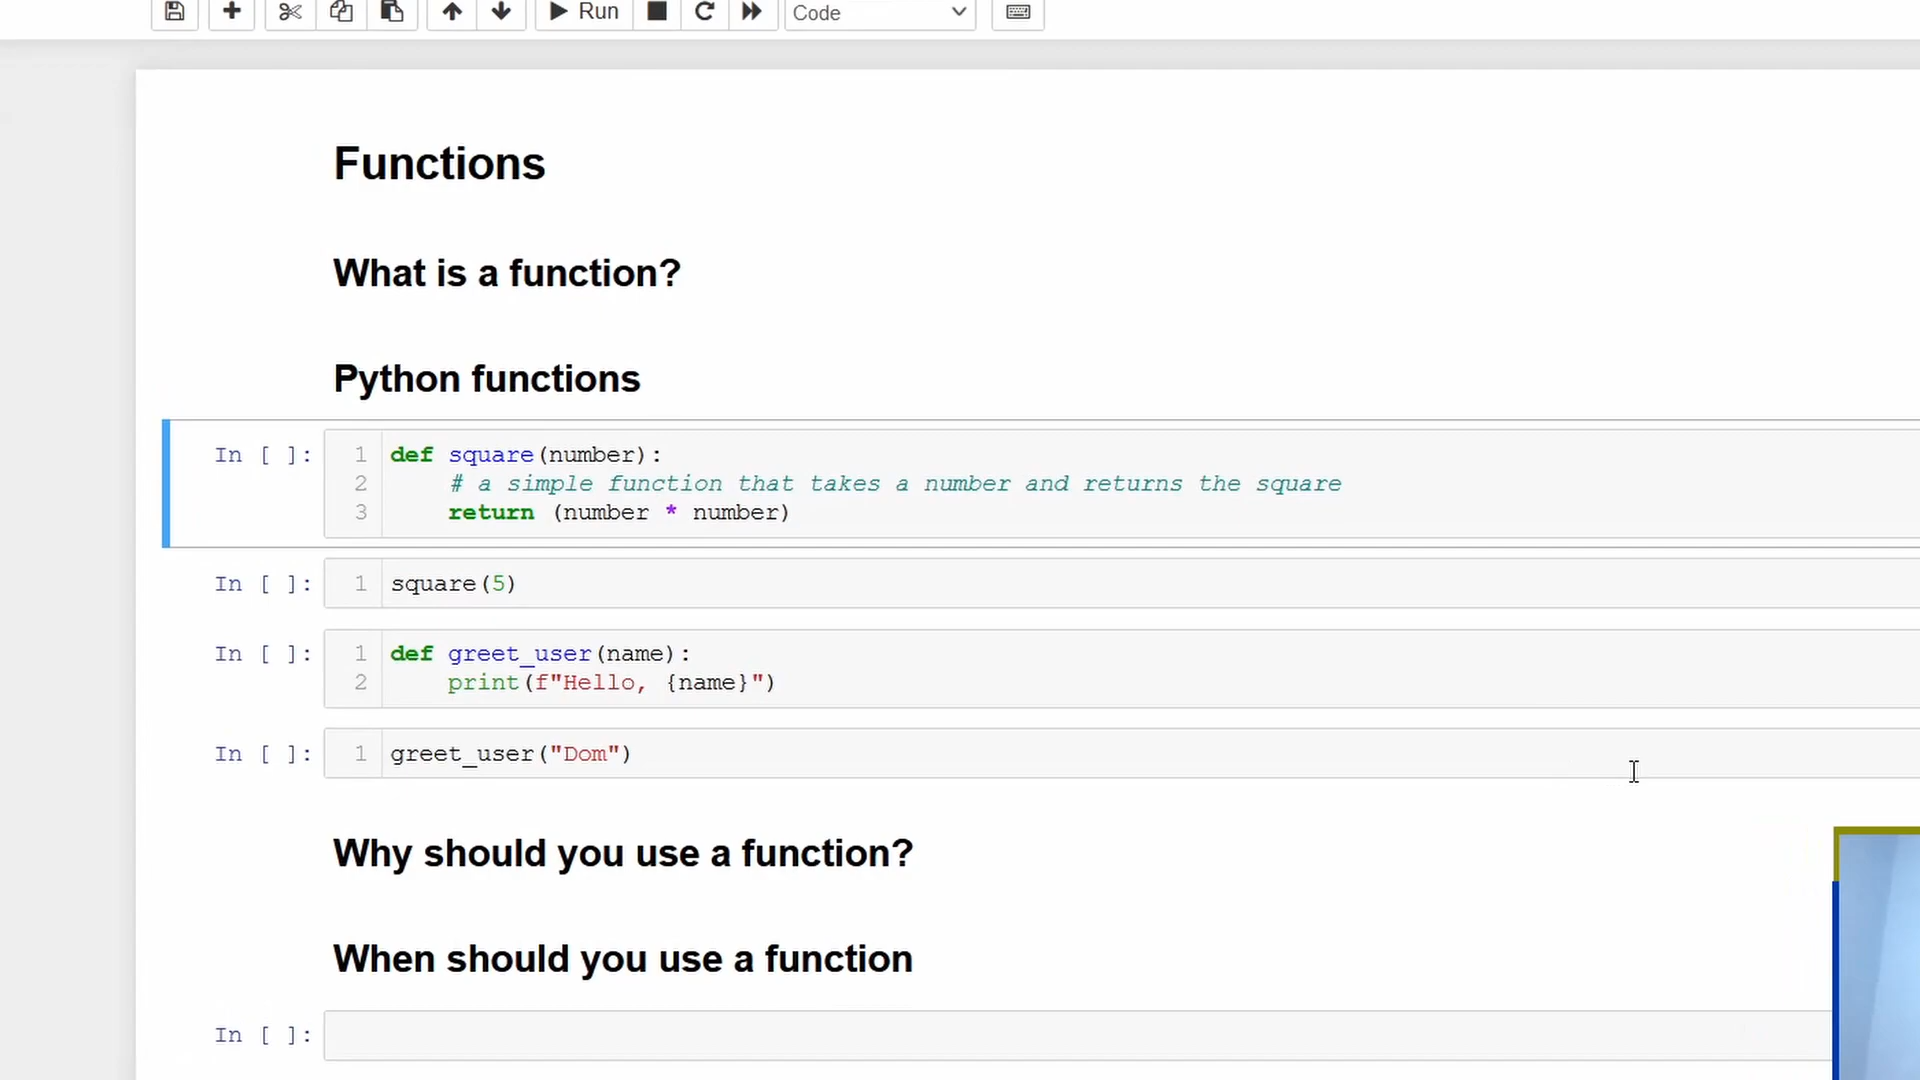 Run
Code
Functions
What is a function?
Python functions
In [ ]:
1 def square(number):
2 # a simple function that takes a number and returns the square
3 return (number * number)
In [ ]:
1 square(5)
In [ ]:
1 def greet_user(name):
2 print(f"Hello, {name}")
In [ ]:
1 greet_user("Dom")
Why should you use a function?
When should you use a function
In [ ]: